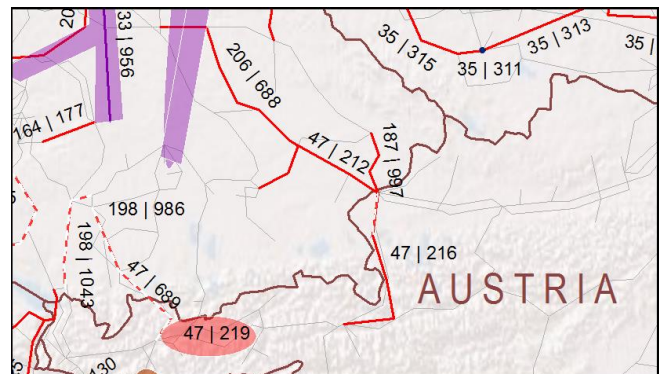 20
33 | 956
35 | 315
35 | 313
35 |
35 | 311
206 | 688
164 | 177
47 | 212
187 | 997
198 | 986
198 | 1043
47 | 689
47 | 216
AUSTRIA
47 | 219
130